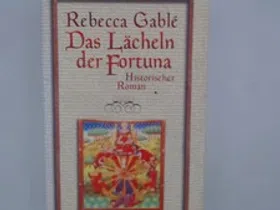 Rebecca Gablé
Das Lächeln
der Fortuna
Historischer
Roman